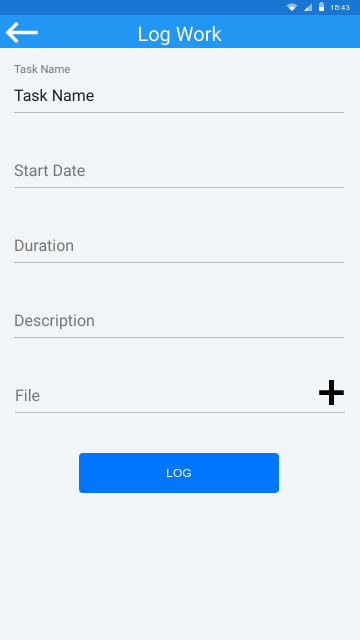 15:43
Log Work
Task Name
Task Name
Start Date
Duration
Description
File
LOG